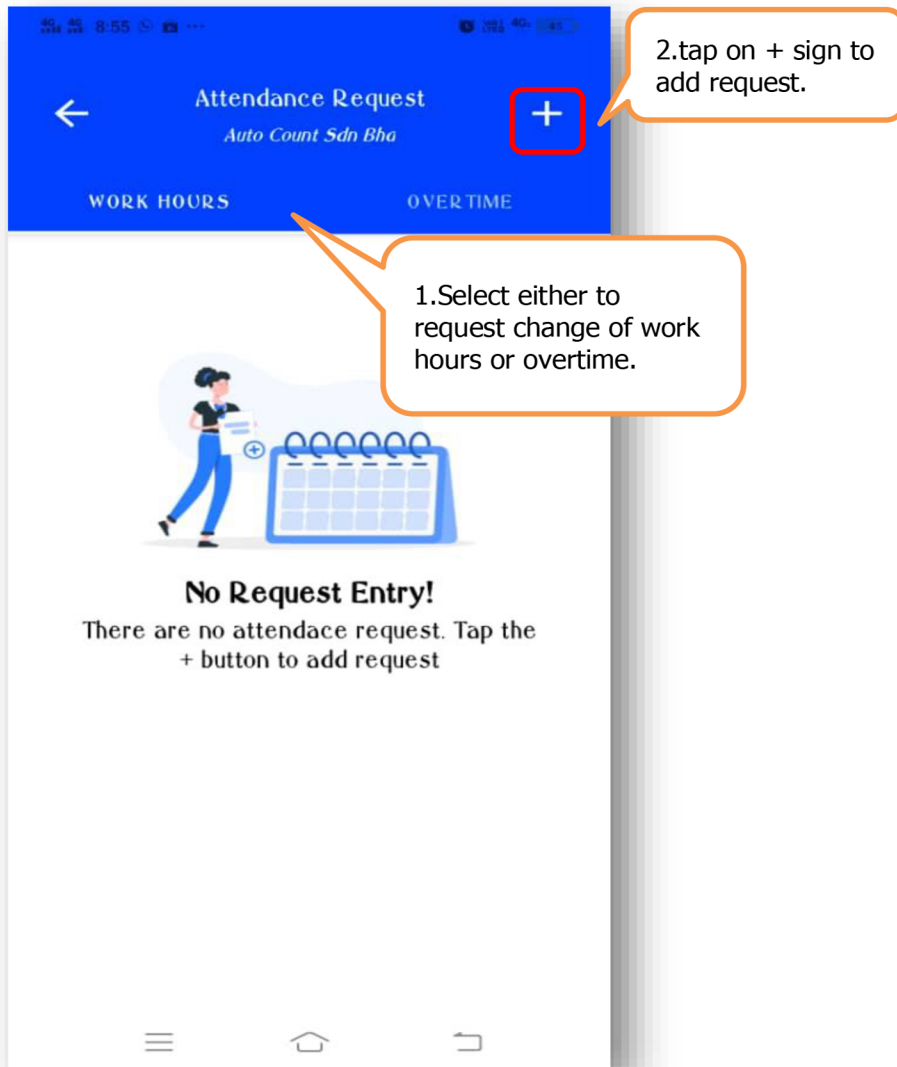 8:55
Attendance Request
Auto Count Sdn Bha
WORK HOURS
OVERTIME
2.tap on + sign to
add request.
1.Select either to
request change of work
hours or overtime.
No Request Entry!
There are no attendace request. Tap the
+ button to add request